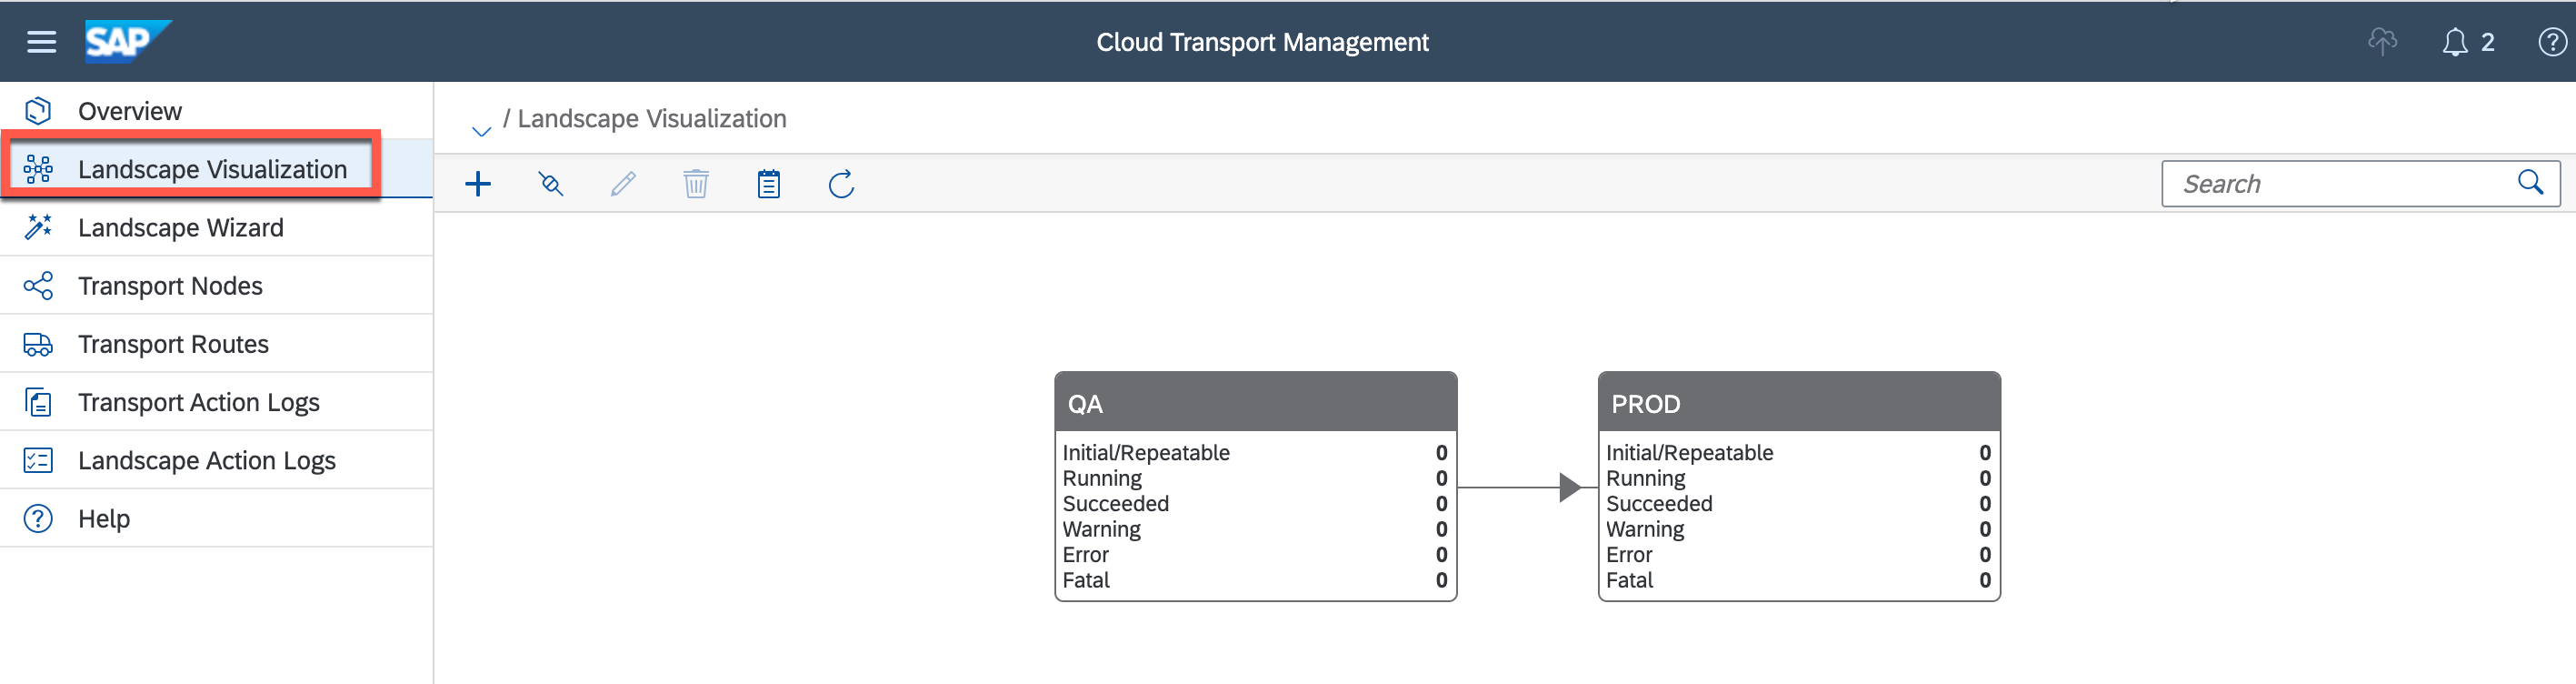 SAP
Cloud Transport Management
2
Overview
Landscape Visualization
Landscape Wizard
Transport Nodes
Transport Routes
Transport Action Logs
Landscape Action Logs
Help
/ Landscape Visualization
Search
QA
Initial/Repeatable 0
Running 0
Succeeded 0
Warning 0
Error 0
Fatal 0
PROD
Initial/Repeatable 0
Running 0
Succeeded 0
Warning 0
Error 0
Fatal 0